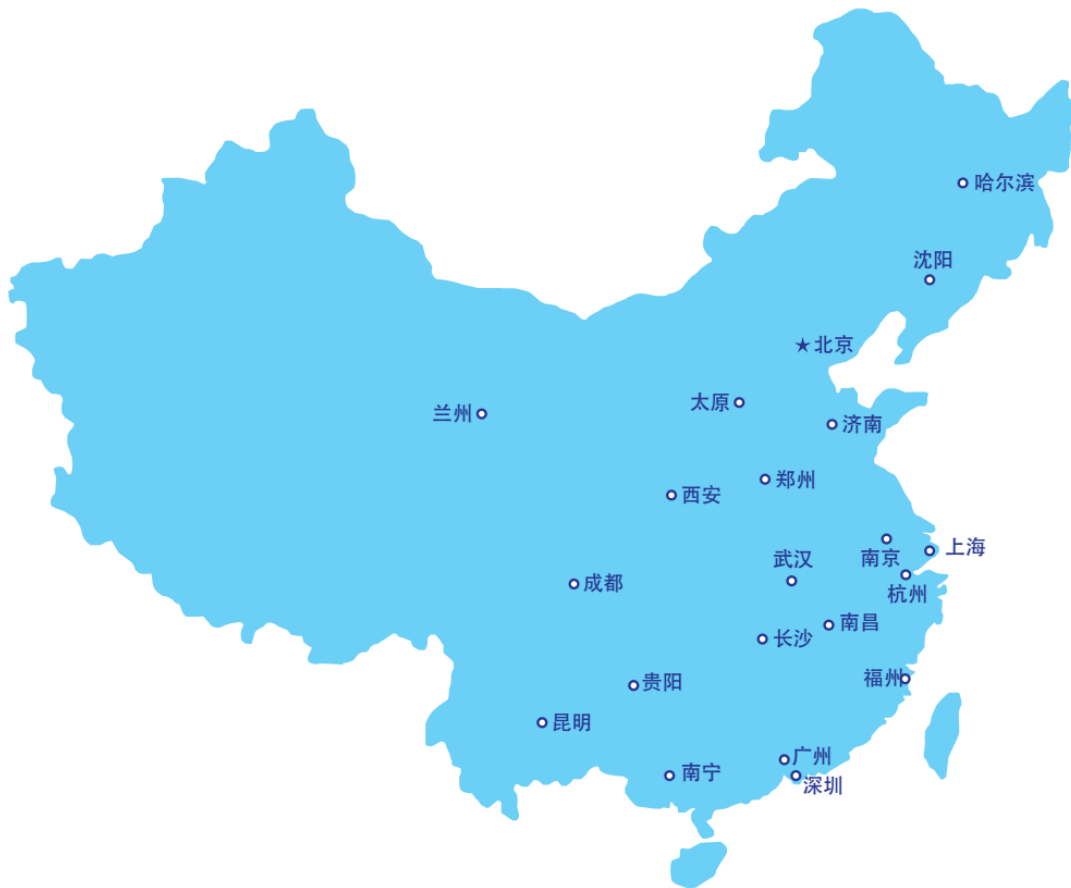 哈尔滨
沈阳
北京
太原
兰州
济南
郑州
西安
上海
南京
武汉
成都
杭州
南昌
长沙
福州
贵阳
昆明
广州
南宁
深圳